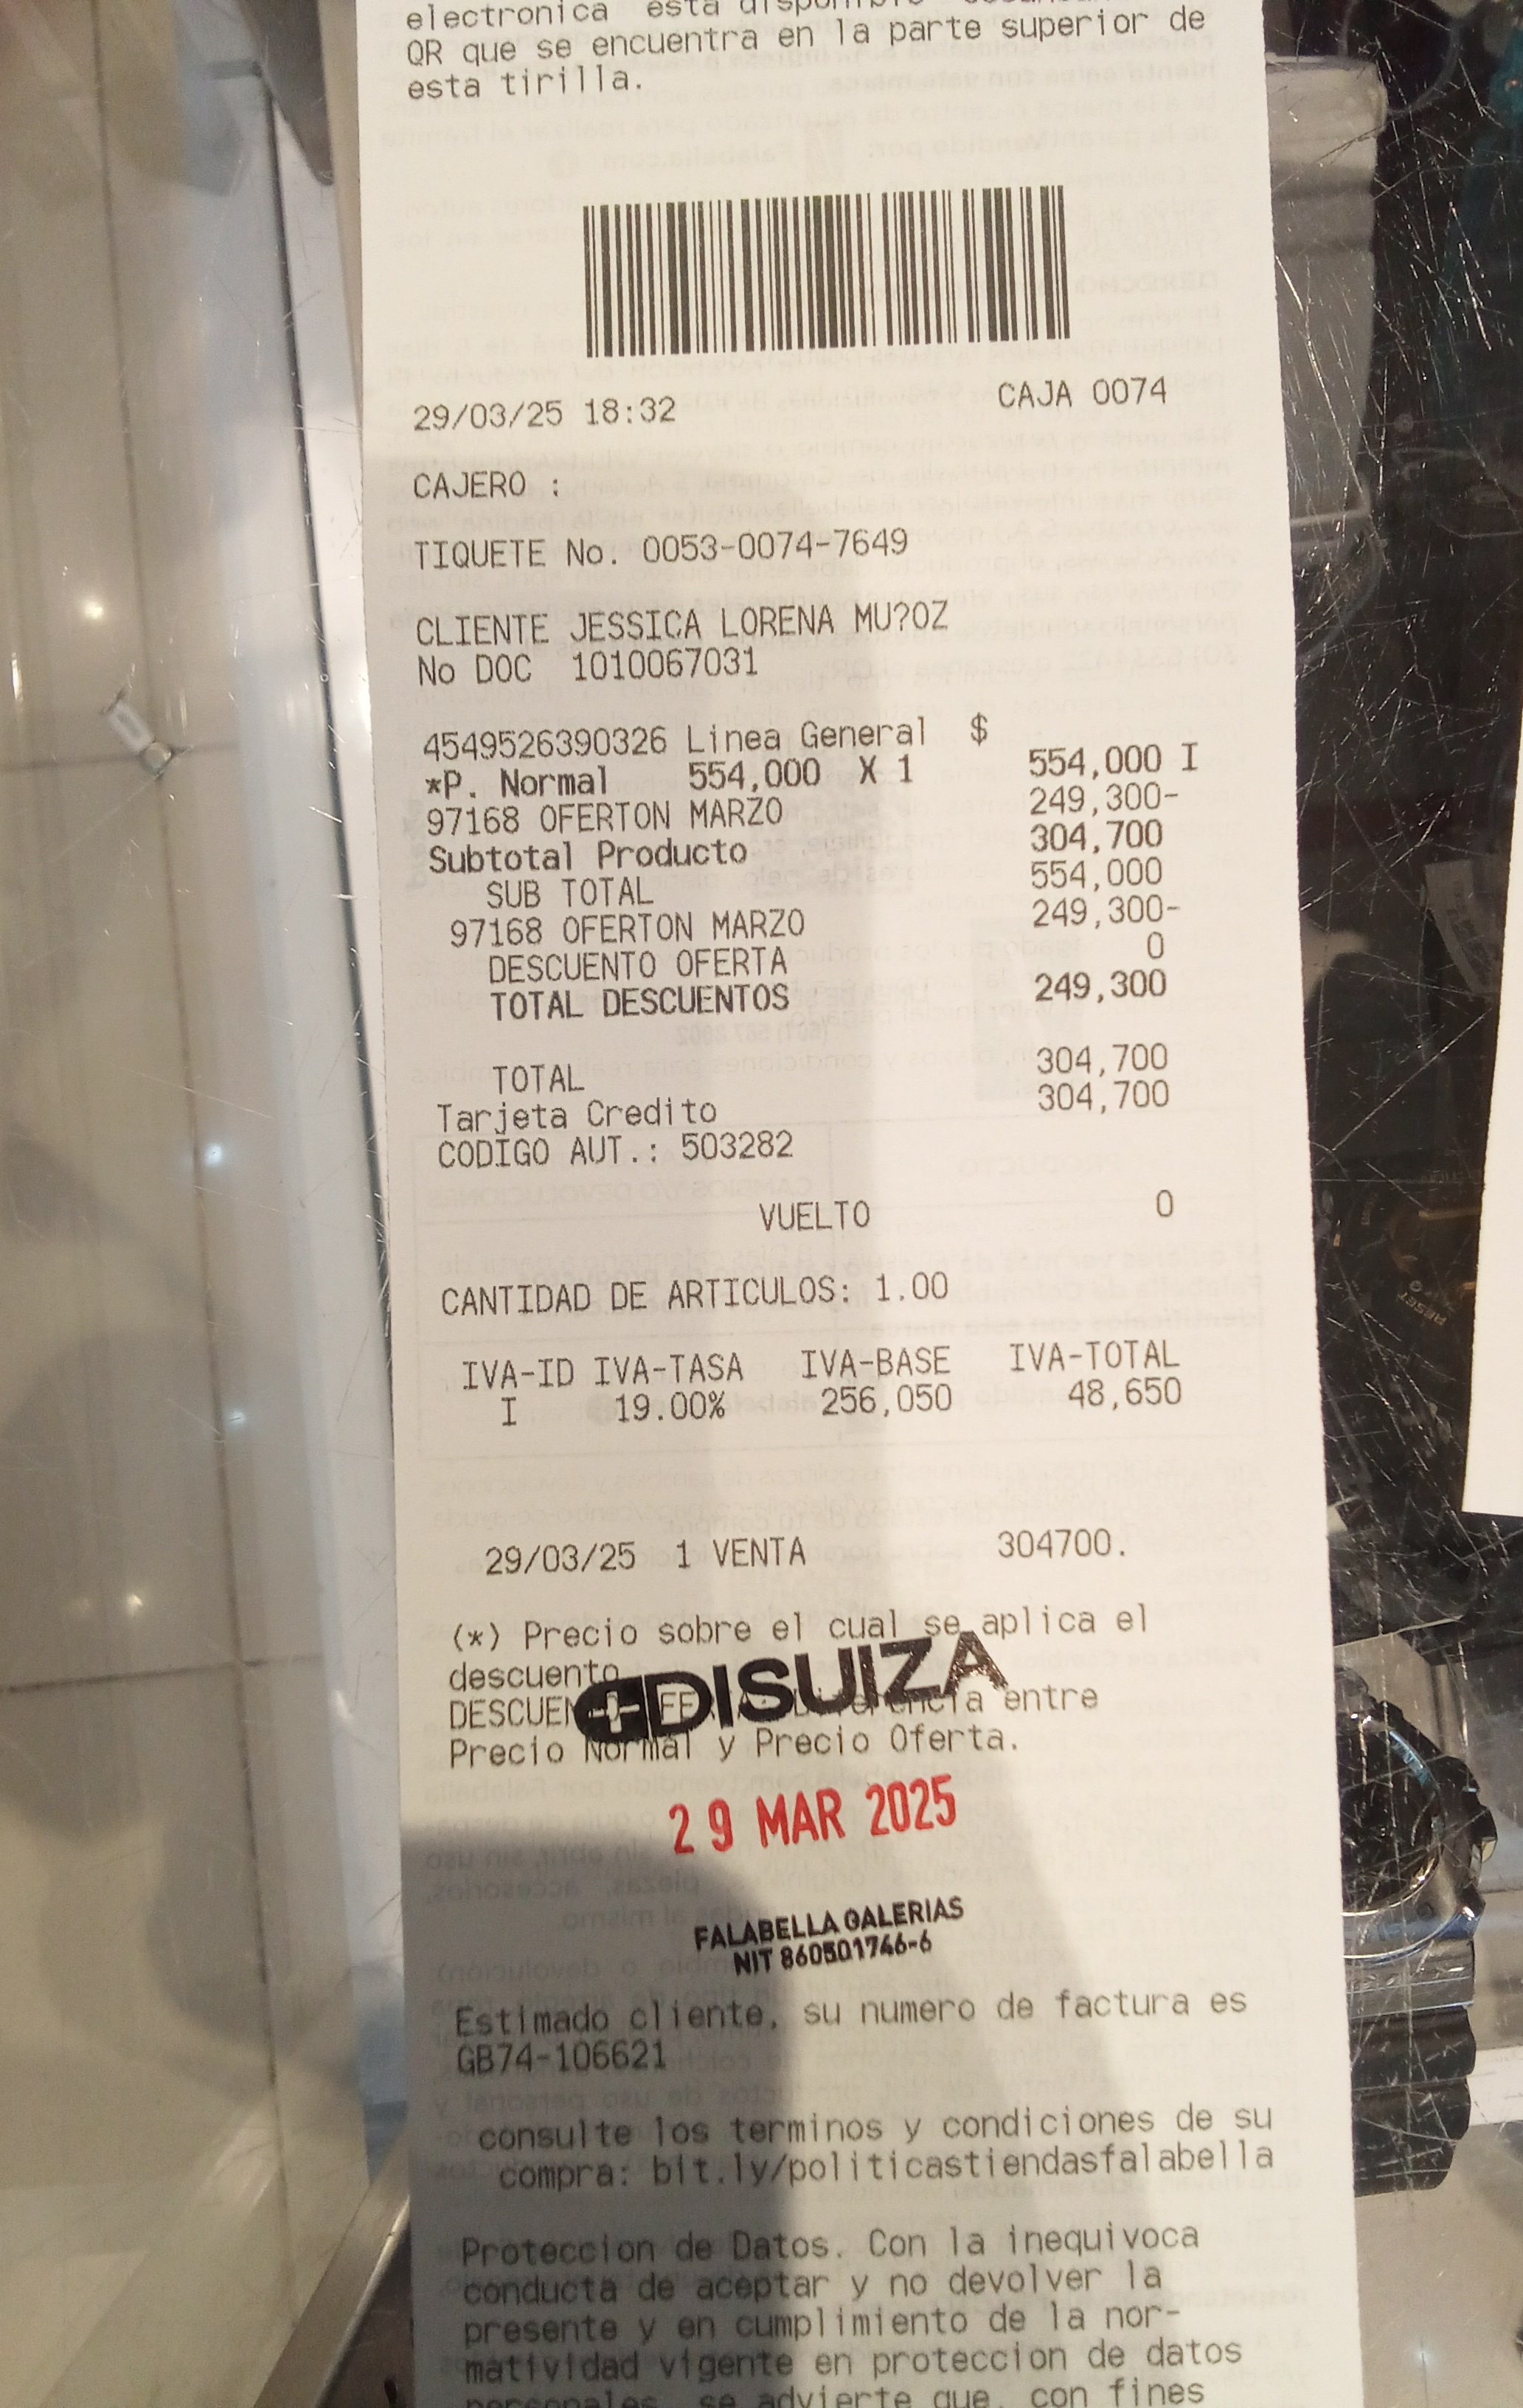 electronica esta
QR que se encuentra en la parte superior de
esta tirilla.
29/03/25 18:32 CAJA 0074
CAJERO :
TIQUETE No. 0053-0074-7649
CLIENTE JESSICA LORENA MU?OZ
No DOC 1010067031
4549526390326 Linea General $
*P. Normal 554,000 X 1 554,000 I
97168 OFERTON MARZO 249,300-
Subtotal Producto 304,700
SUB TOTAL 554,000
97168 OFERTON MARZO 249,300-
DESCUENTO OFERTA 0
TOTAL DESCUENTOS 249,300
TOTAL 304,700
Tarjeta Credito 304,700
CODIGO AUT.: 503282
VUELTO 0
CANTIDAD DE ARTICULOS: 1.00
IVA-ID IVA-TASA IVA-BASE IVA-TOTAL
I 19.00% 256,050 48,650
29/03/25 1 VENTA 304700.
(*) Precio sobre el cual se aplica el
descuento
DISUIZA
entre
Precio Normal y Precio Oferta.
29 MAR 2025
FALABELLA GALERIAS
NIT 860501746-6
Estimado cliente, su numero de factura es
GB74-106621
consulte los terminos y condiciones de su
compra: bit.ly/politicastiendasfalabella
Proteccion de Datos. Con la inequivoca
conducta de aceptar y no devolver la
presente y en cumplimiento de la nor-
matividad vigente en proteccion de datos
personales, se advierte que, con fines
RESET